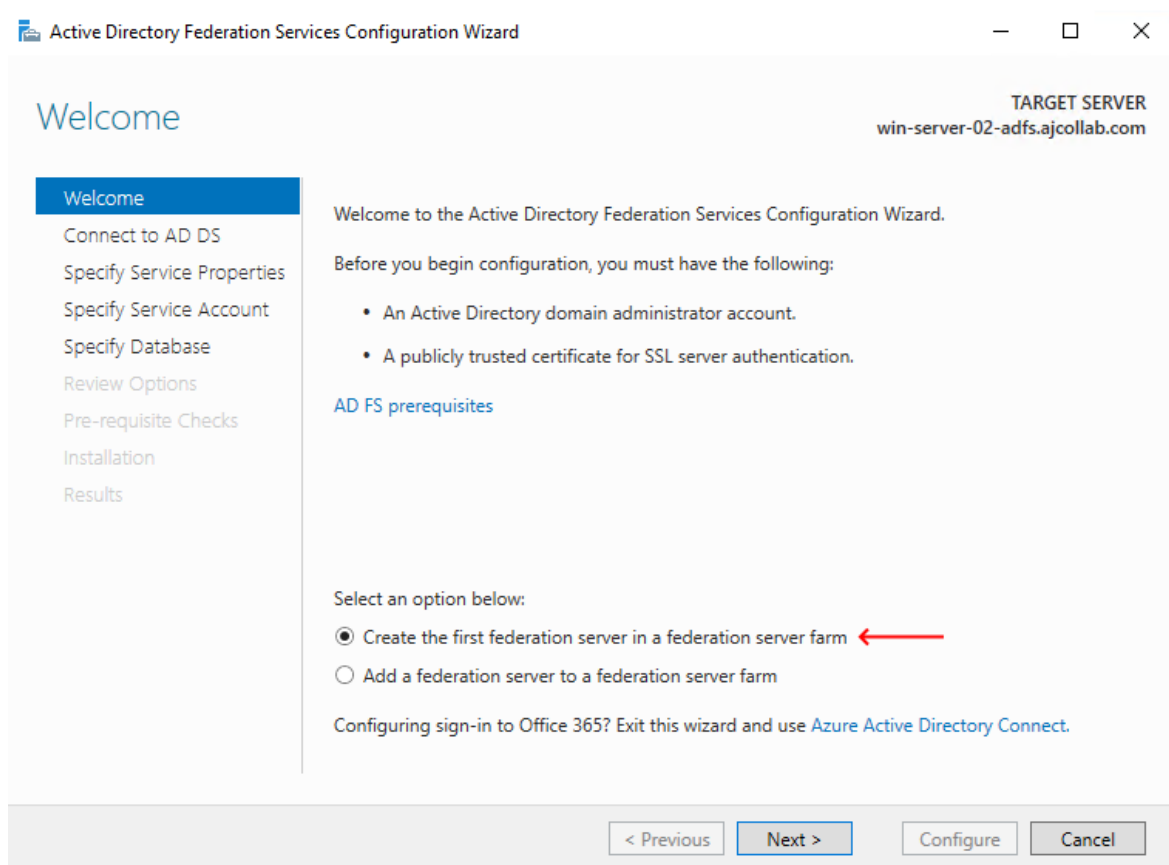 Active Directory Federation Services Configuration Wizard
Welcome
TARGET SERVER
win-server-02-adfs.ajcollab.com
Welcome
Connect to AD DS
Specify Service Properties
Specify Service Account
Specify Database
Review Options
Pre-requisite Checks
Installation
Results
Welcome to the Active Directory Federation Services Configuration Wizard.
Before you begin configuration, you must have the following:
• An Active Directory domain administrator account.
• A publicly trusted certificate for SSL server authentication.
AD FS prerequisites
Select an option below:
Create the first federation server in a federation server farm
Add a federation server to a federation server farm
Configuring sign-in to Office 365? Exit this wizard and use Azure Active Directory Connect.
< Previous
Next >
Configure
Cancel